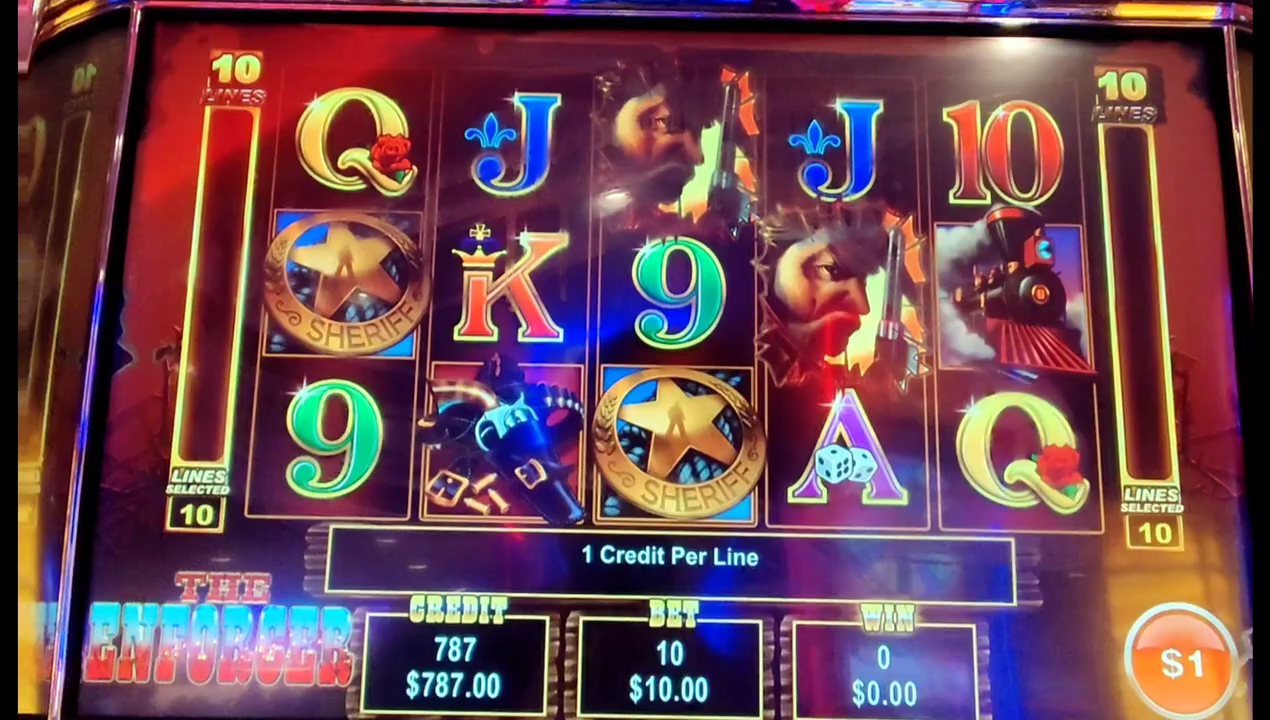 10
LINES
10
LINES
Q
J
J
10
SHERIFF
K
9
9
SHERIFF
A
Q
LINES
SELECTED
10
LINES
SELECTED
10
1 Credit Per Line
THE
ENFORCER
CREDIT
787
$787.00
BET
10
$10.00
WIN
0
$0.00
$1